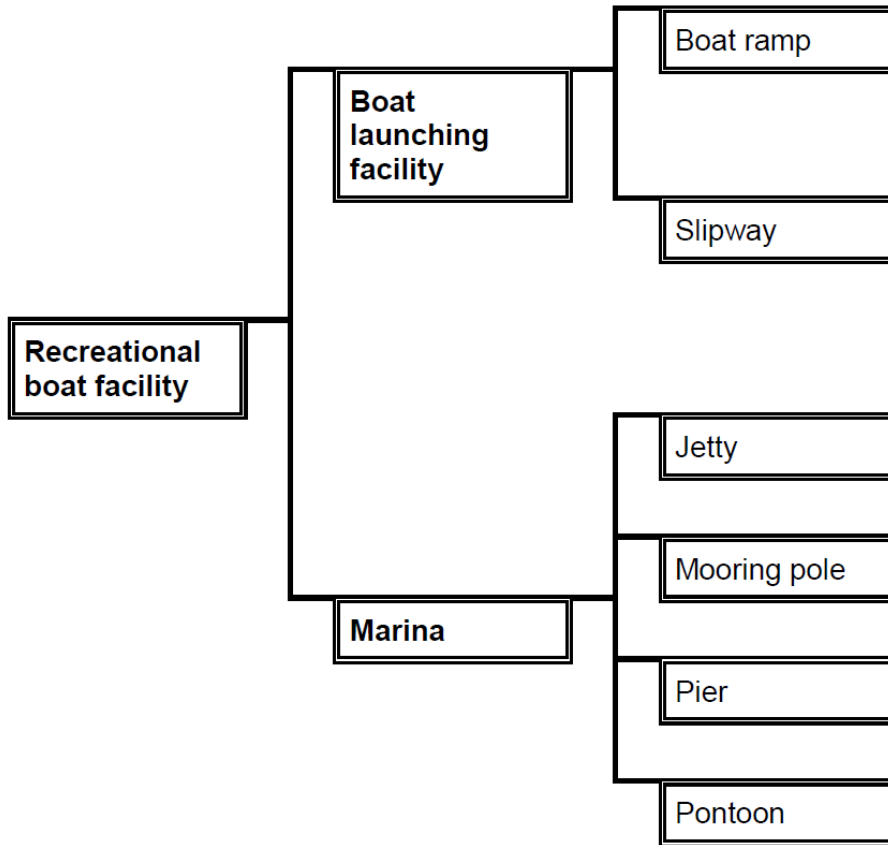 Boat ramp
Boat
launching
facility
Slipway
Recreational
boat facility
Jetty
Mooring pole
Marina
Pier
Pontoon